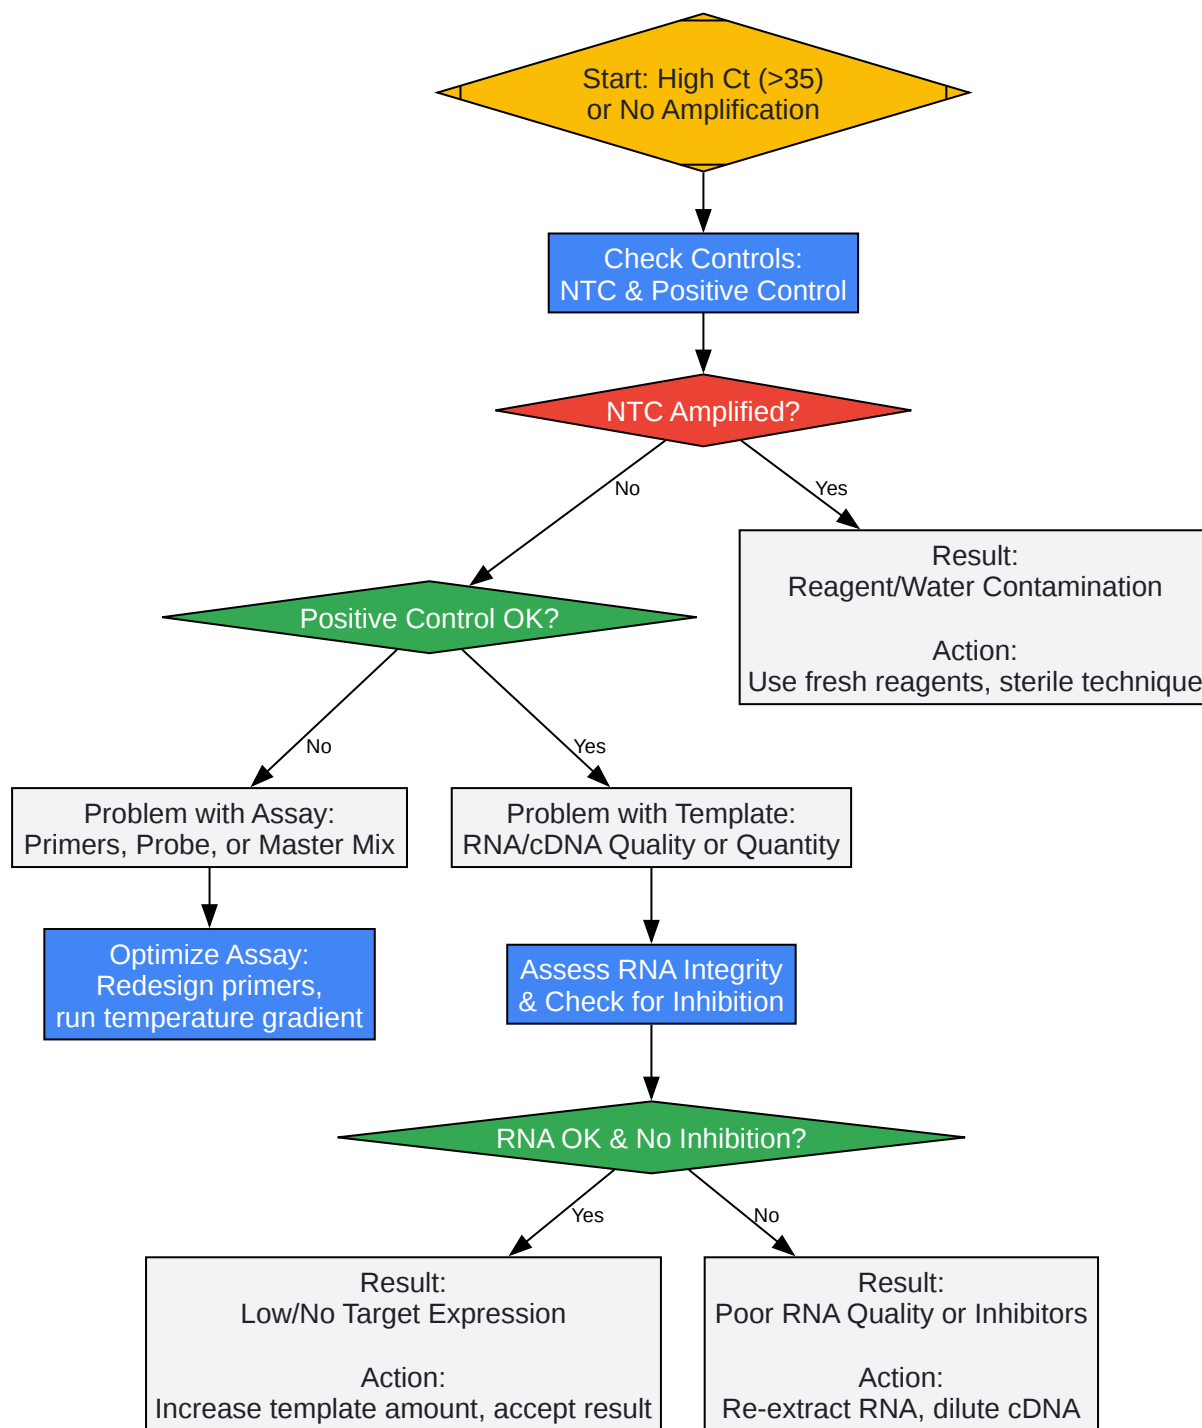 Start: High Ct (>35)
or No Amplification
Check Controls:
NTC & Positive Control
NTC Amplified?
No
Yes
Result:
Reagent/Water Contamination
Action:
Use fresh reagents, sterile technique
Positive Control OK?
No
Yes
Problem with Assay:
Primers, Probe, or Master Mix
Problem with Template:
RNA/cDNA Quality or Quantity
Optimize Assay:
Redesign primers,
run temperature gradient
Assess RNA Integrity
& Check for Inhibition
RNA OK & No Inhibition?
Yes
No
Result:
Low/No Target Expression
Action:
Increase template amount, accept result
Result:
Poor RNA Quality or Inhibitors
Action:
Re-extract RNA, dilute cDNA